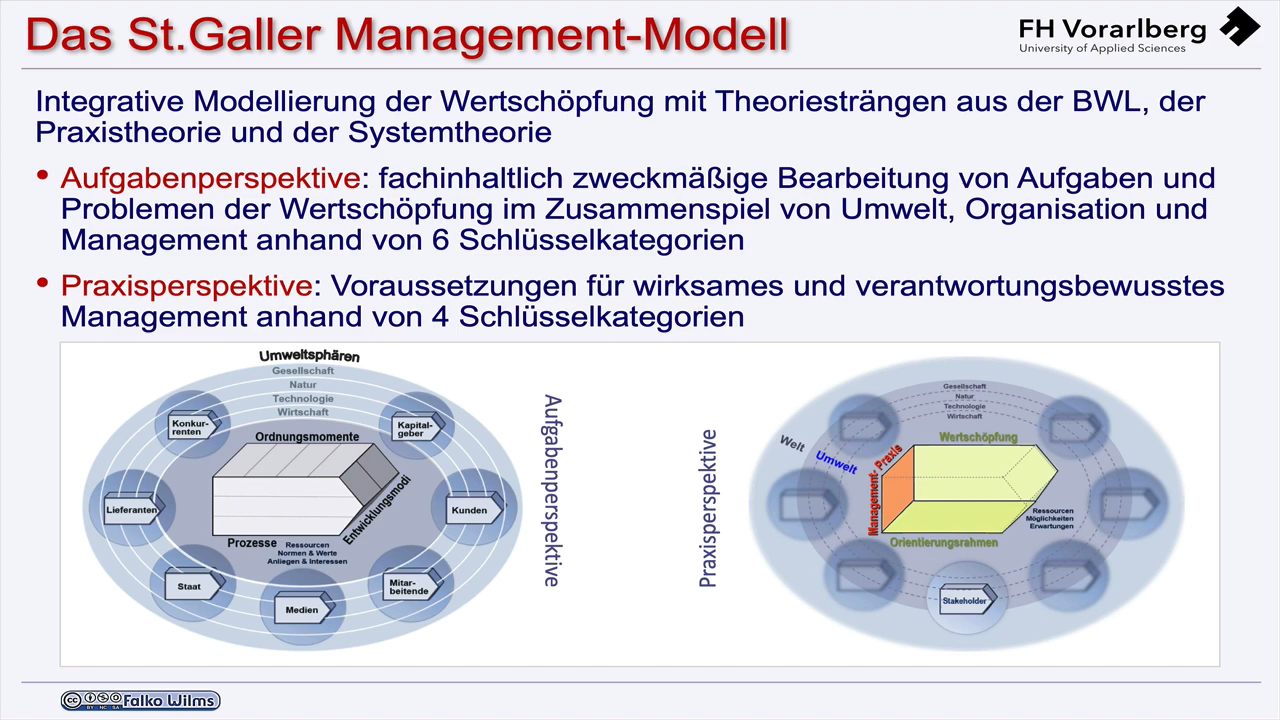 Das St.Galler Management-Modell
FH Vorarlberg
University of Applied Sciences
Integrative Modellierung der Wertschöpfung mit Theoriesträngen aus der BWL, der
Praxistheorie und der Systemtheorie
• Aufgabenperspektive: fachinhaltlich zweckmäßige Bearbeitung von Aufgaben und
Problemen der Wertschöpfung im Zusammenspiel von Umwelt, Organisation und
Management anhand von 6 Schlüsselkategorien
• Praxisperspektive: Voraussetzungen für wirksames und verantwortungsbewusstes
Management anhand von 4 Schlüsselkategorien
Umweltsphären
Gesellschaft
Natur
Technologie
Wirtschaft
Konkur-
renten
Kapital-
geber
Ordnungsmomente
Lieferanten
Kunden
Entwicklungsmodi
Prozesse
Ressourcen
Normen & Werte
Anliegen & Interessen
Staat
Mitar-
beitende
Medien
Aufgabenperspektive
Praxisperspektive
Gesellschaft
Natur
Technologie
Wirtschaft
Welt
Umwelt
Management- Praxis
Wertschöpfung
Ressourcen
Möglichkeiten
Erwartungen
Orientierungsrahmen
Stakeholder
cc Falko Wilms
BY NC SA